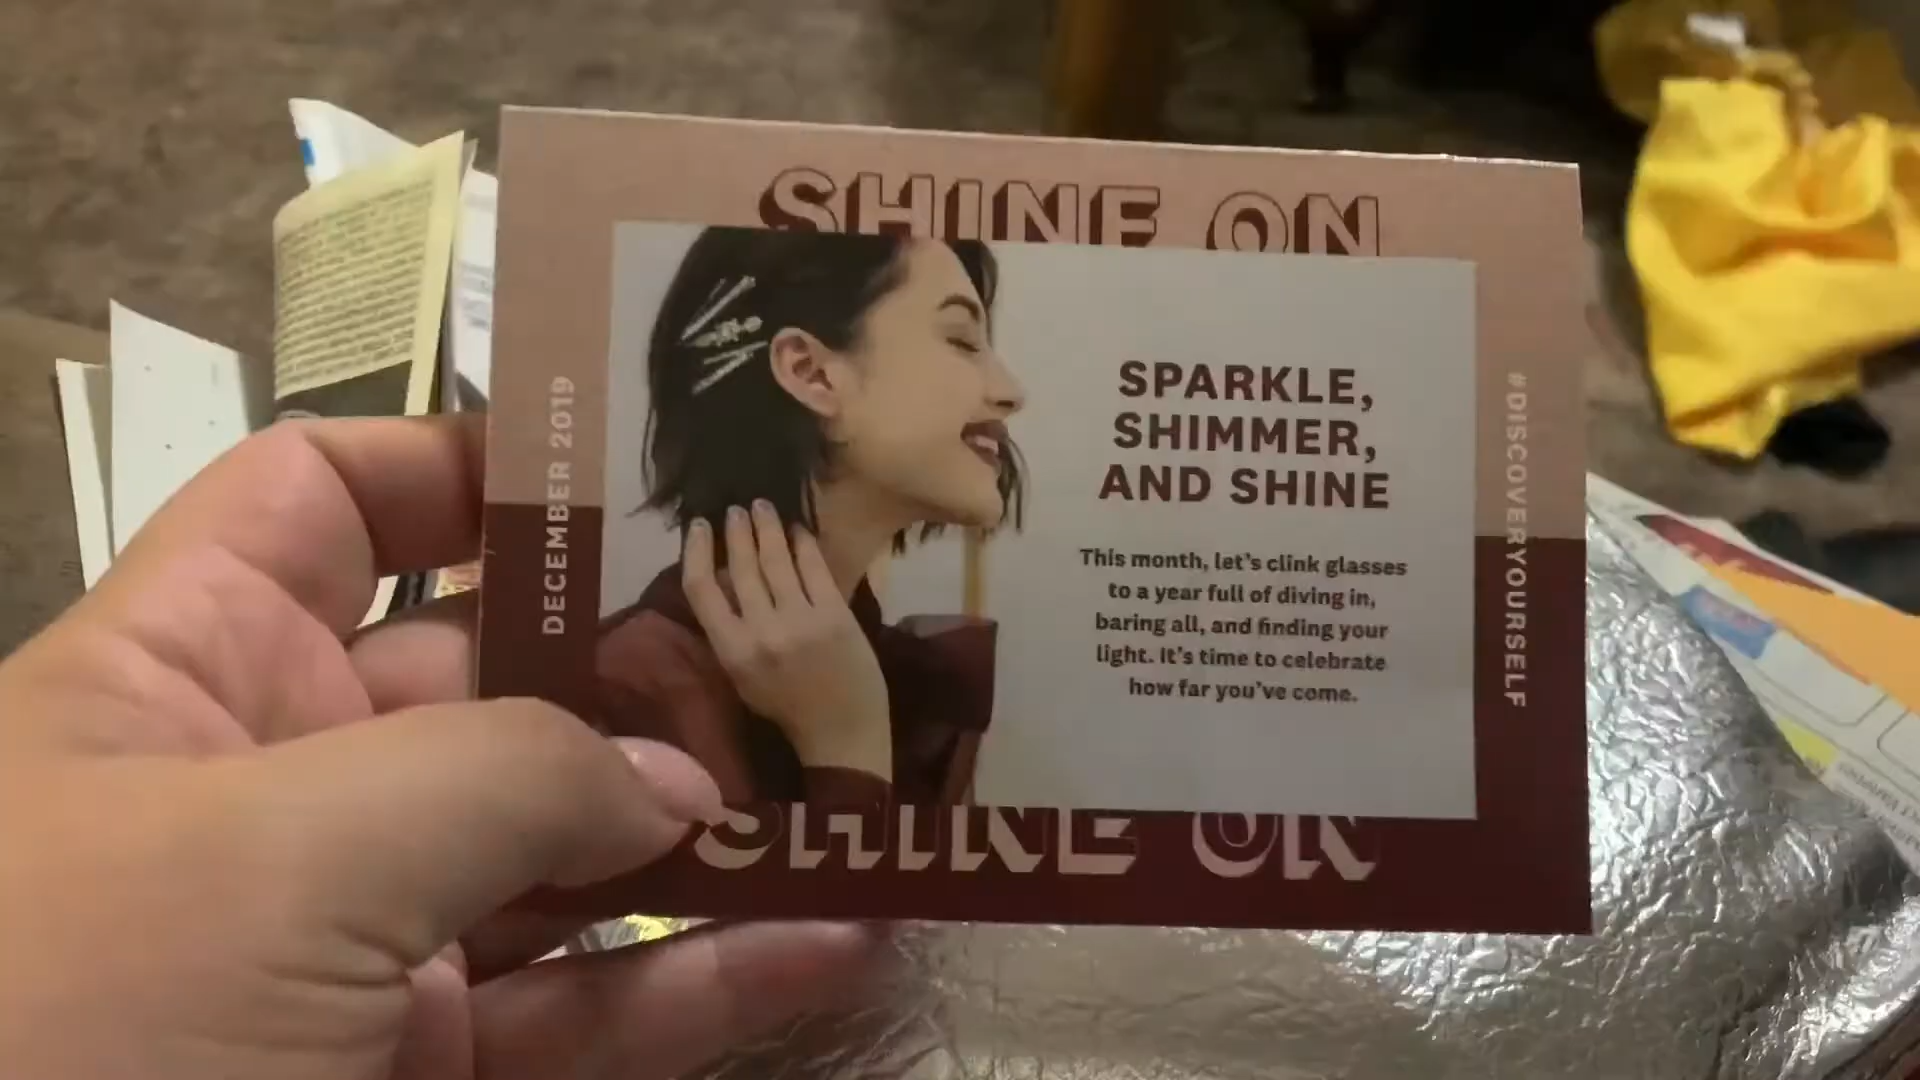 SHINE ON
DECEMBER 2019
SPARKLE,
SHIMMER,
AND SHINE
This month, let's clink glasses
to a year full of diving in,
baring all, and finding your
light. It's time to celebrate
how far you've come.
#DISCOVERYOURSELF
SHINE ON